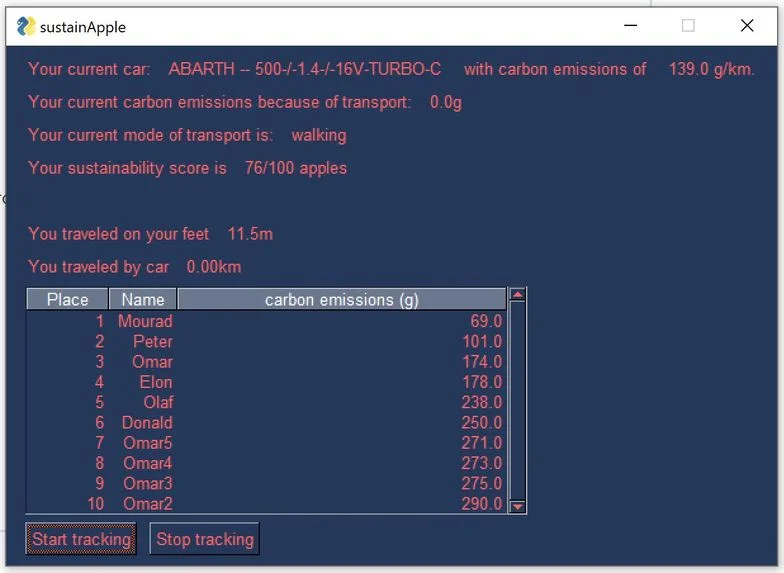 sustainApple
Your current car: ABARTH -- 500-/-1.4-/-16V-TURBO-C with carbon emissions of 139.0 g/km.
Your current carbon emissions because of transport: 0.0g
Your current mode of transport is: walking
Your sustainability score is 76/100 apples
You traveled on your feet 11.5m
You traveled by car 0.00km
Place Name carbon emissions (g)
1 Mourad 69.0
2 Peter 101.0
3 Omar 174.0
4 Elon 178.0
5 Olaf 238.0
6 Donald 250.0
7 Omar5 271.0
8 Omar4 273.0
9 Omar3 275.0
10 Omar2 290.0
Start tracking Stop tracking